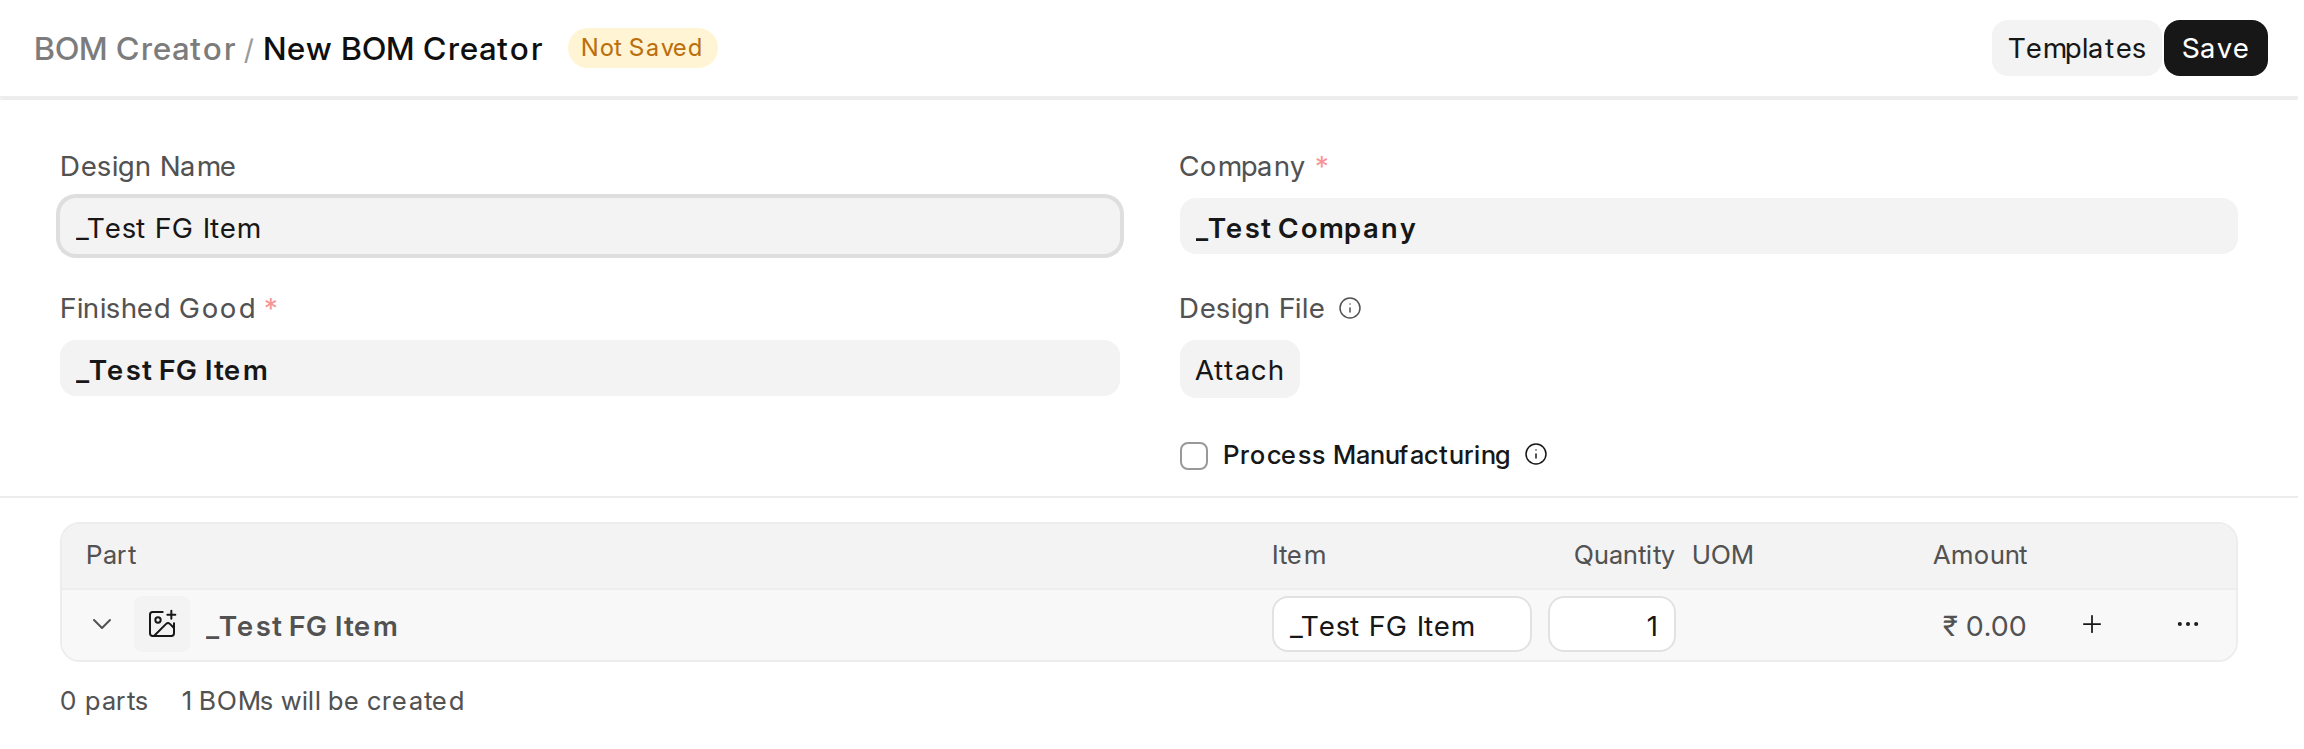 BOM Creator / New BOM Creator Not Saved Templates Save
Design Name
_Test FG Item
Company *
_Test Company
Finished Good *
_Test FG Item
Design File
Attach
Process Manufacturing
Part Item Quantity UOM Amount
_Test FG Item _Test FG Item 1 ₹ 0.00
0 parts 1 BOMs will be created